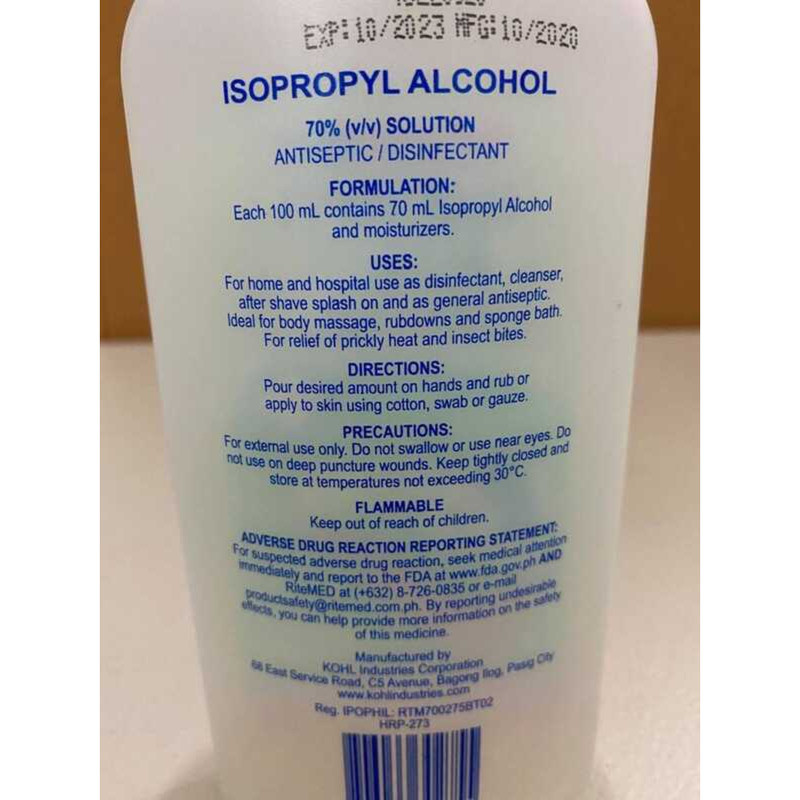 EXP:10/2023 MFG:10/2020
ISOPROPYL ALCOHOL
70% (v/v) SOLUTION
ANTISEPTIC / DISINFECTANT
FORMULATION:
Each 100 mL contains 70 mL Isopropyl Alcohol
and moisturizers.
USES:
For home and hospital use as disinfectant, cleanser,
after shave splash on and as general antiseptic.
Ideal for body massage, rubdowns and sponge bath.
For relief of prickly heat and insect bites.
DIRECTIONS:
Pour desired amount on hands and rub or
apply to skin using cotton, swab or gauze.
PRECAUTIONS:
For external use only. Do not swallow or use near eyes. Do
not use on deep puncture wounds. Keep tightly closed and
store at temperatures not exceeding 30°C.
FLAMMABLE
Keep out of reach of children.
ADVERSE DRUG REACTION REPORTING STATEMENT:
For suspected adverse drug reaction, seek medical attention
immediately and report to the FDA at www.fda.gov.ph AND
RiteMED at (+632) 8-726-0835 or e-mail
productsafety@ritemed.com.ph. By reporting undesirable
effects, you can help provide more information on the safety
of this medicine.
Manufactured by
KOHL Industries Corporation
68 East Service Road, C5 Avenue, Bagong Ilog, Pasig City
www.kohlindustries.com
Reg. IPOPHIL: RTM700275BT02
HRP-273